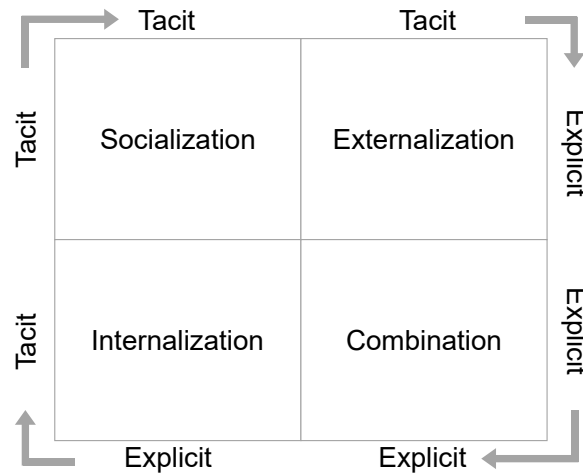 Tacit
Tacit
Tacit
Socialization
Externalization
Explicit
Tacit
Internalization
Combination
Explicit
Explicit
Explicit